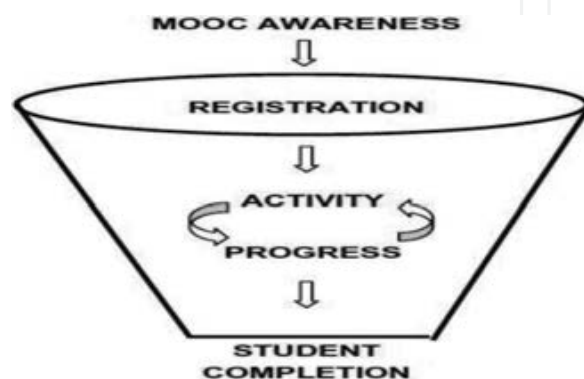 MOOC AWARENESS
REGISTRATION
ACTIVITY
PROGRESS
STUDENT
COMPLETION